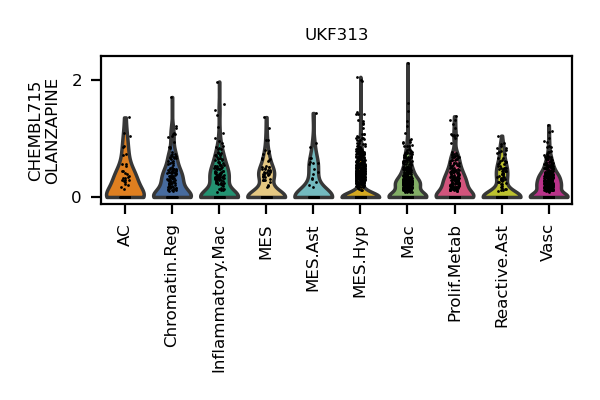 UKF313
CHEMBL715
OLANZAPINE
2
0
AC
Chromatin.Reg
Inflammatory.Mac
MES
MES.Ast
MES.Hyp
Mac
Prolif.Metab
Reactive.Ast
Vasc